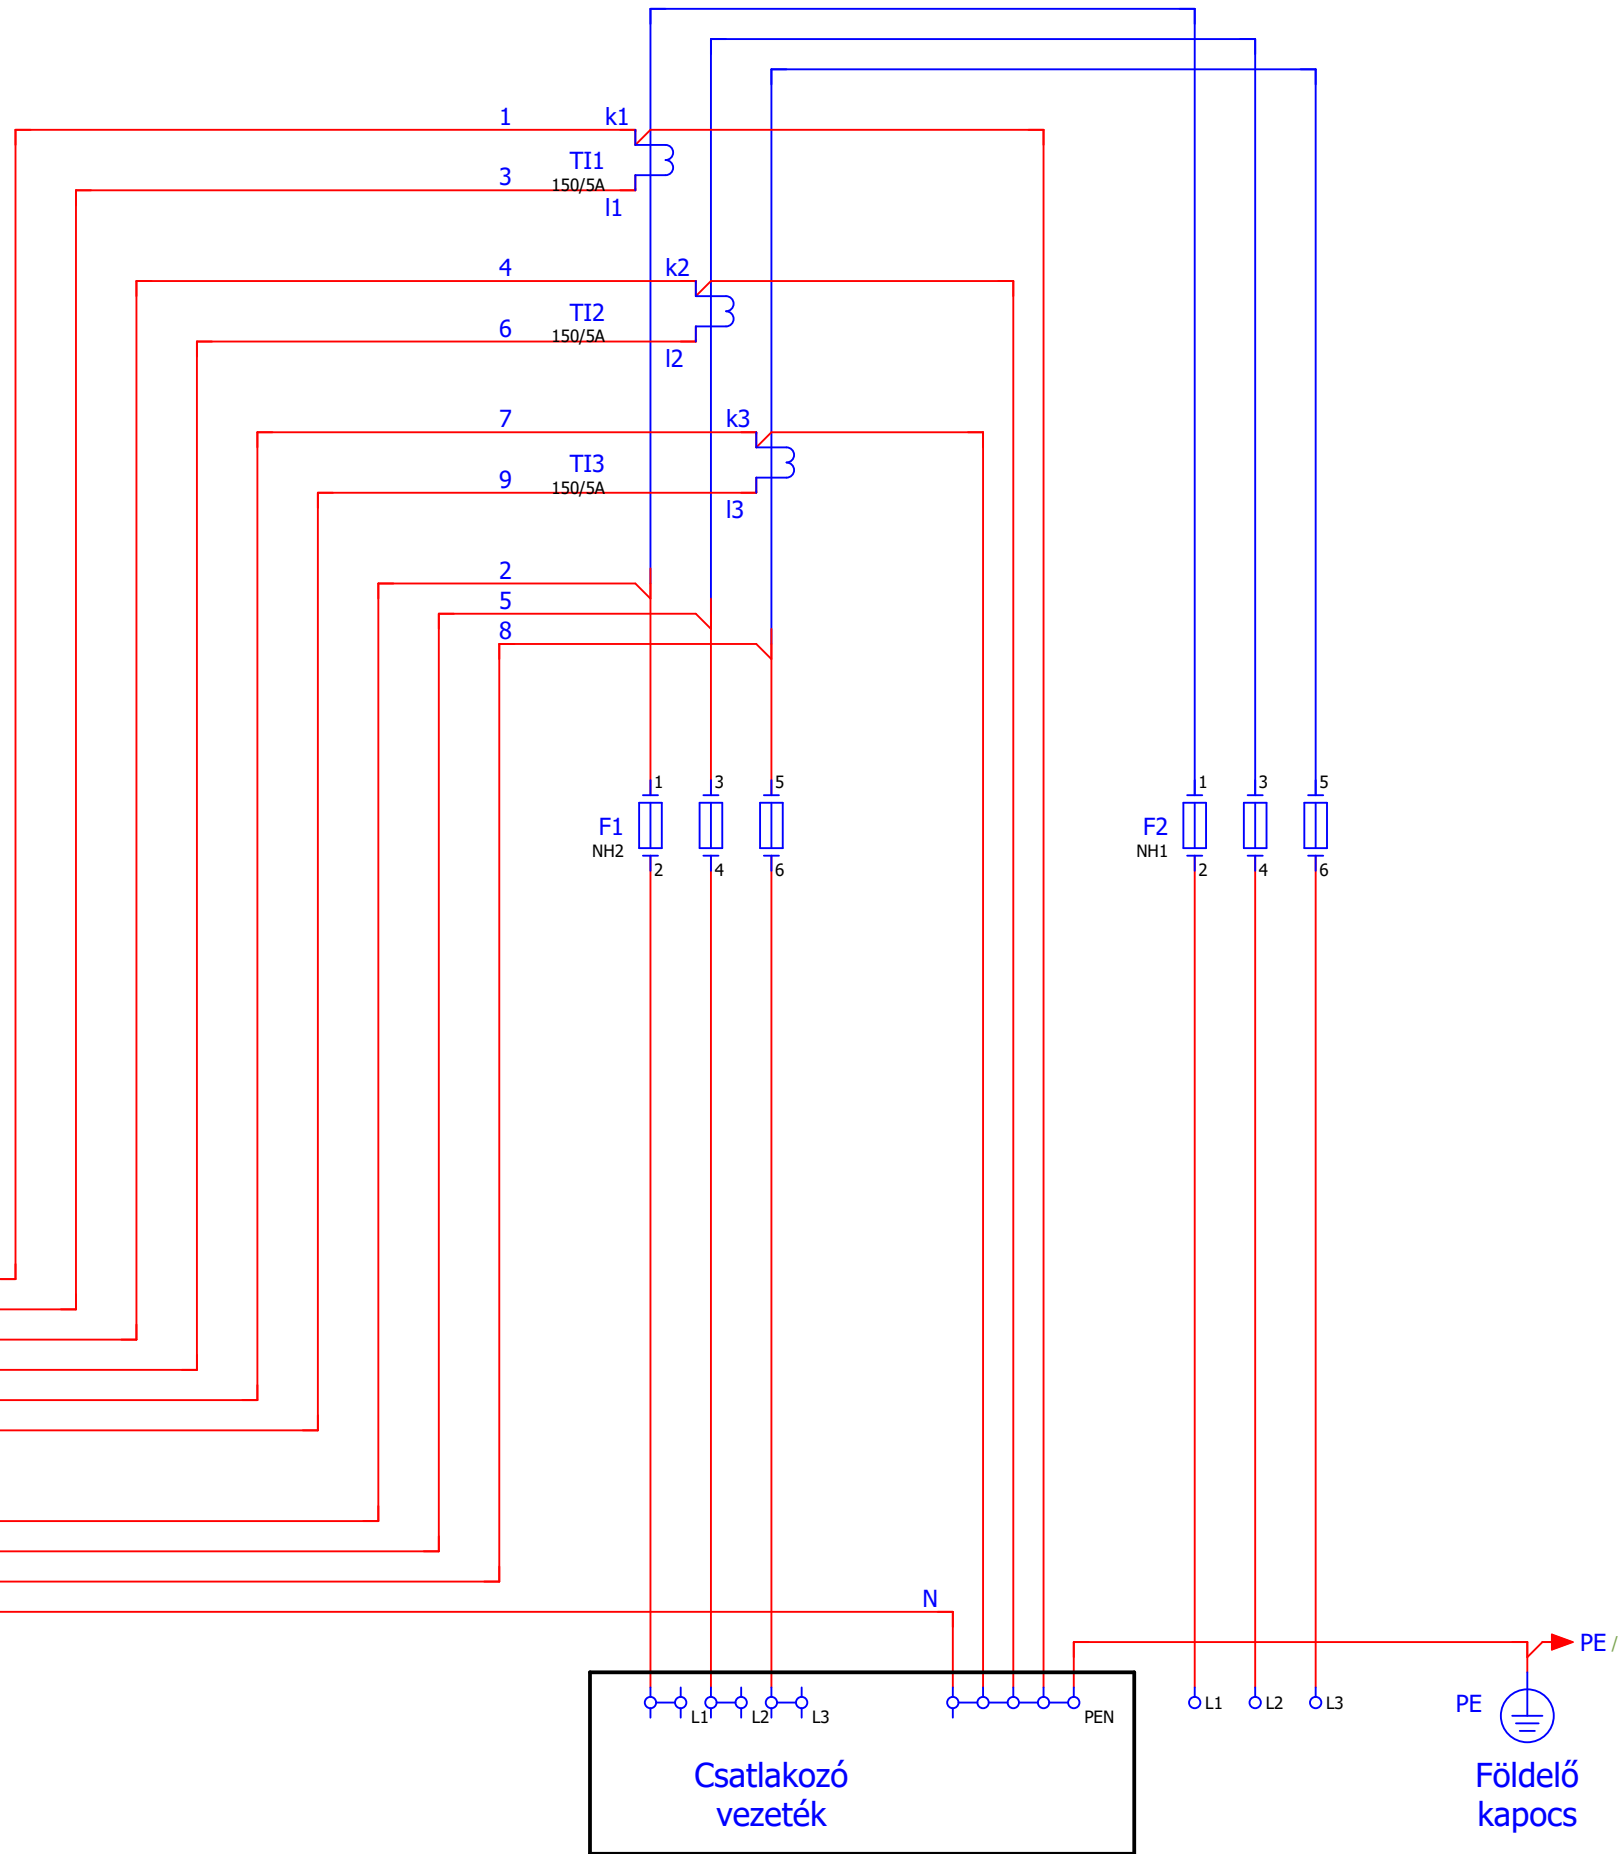 1 k1
TI1
3 150/5A
l1
4 k2
TI2
6 150/5A
l2
7 k3
TI3
9 150/5A
l3
2
5
8
1 3 5 1 3 5
F1 F2
NH2 NH1
2 4 6 2 4 6
N
PE /
L1 L2 L3 PEN L1 L2 L3 PE
Csatlakozó
vezeték
Földelő
kapocs